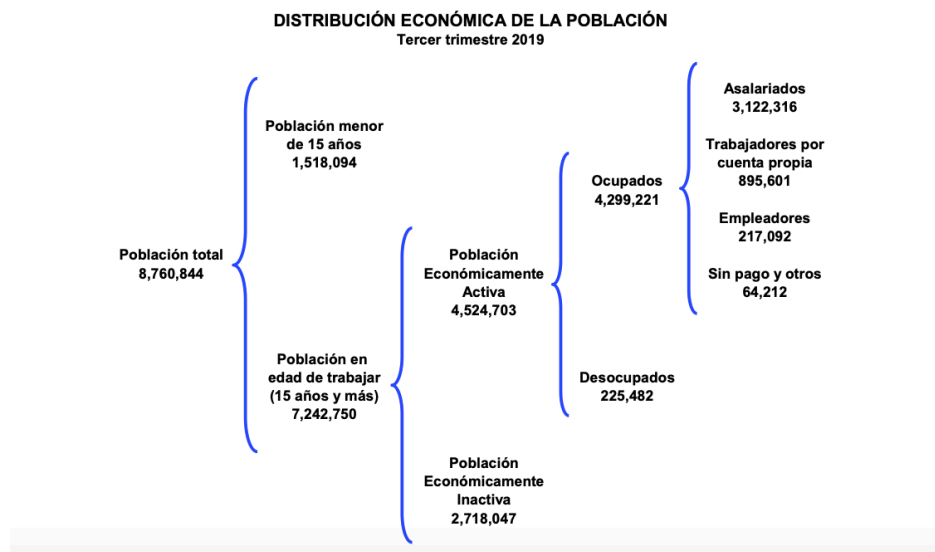 DISTRIBUCIÓN ECONÓMICA DE LA POBLACIÓN
Tercer trimestre 2019
Población total
8,760,844
Población menor
de 15 años
1,518,094
Población en
edad de trabajar
(15 años y más)
7,242,750
Población
Económicamente
Activa
4,524,703
Población
Económicamente
Inactiva
2,718,047
Ocupados
4,299,221
Desocupados
225,482
Asalariados
3,122,316
Trabajadores por
cuenta propia
895,601
Empleadores
217,092
Sin pago y otros
64,212